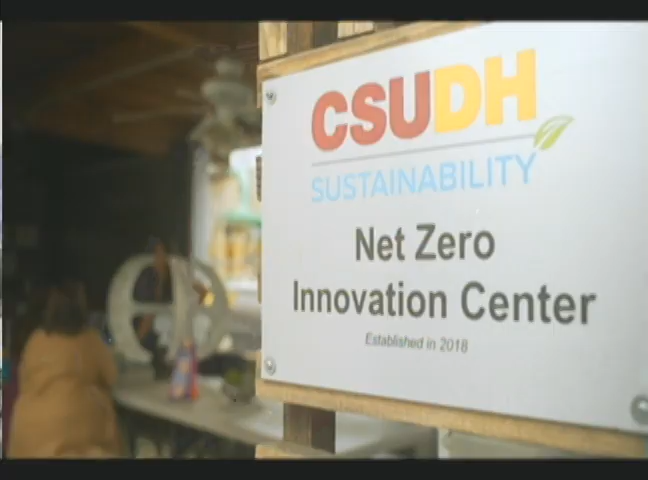 CSUDH
SUSTAINABILITY
Net Zero
Innovation Center
Established in 2018